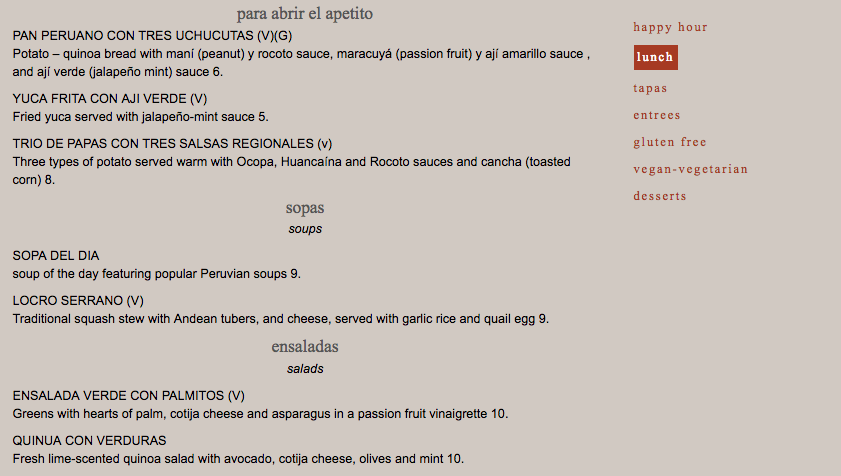 para abrir el apetito
PAN PERUANO CON TRES UCHUCUTAS (V)(G)
Potato – quinoa bread with maní (peanut) y rocoto sauce, maracuyá (passion fruit) y ají amarillo sauce ,
and ají verde (jalapeño mint) sauce 6.
YUCA FRITA CON AJI VERDE (V)
Fried yuca served with jalapeño-mint sauce 5.
TRIO DE PAPAS CON TRES SALSAS REGIONALES (v)
Three types of potato served warm with Ocopa, Huancaína and Rocoto sauces and cancha (toasted
corn) 8.
sopas
soups
SOPA DEL DIA
soup of the day featuring popular Peruvian soups 9.
LOCRO SERRANO (V)
Traditional squash stew with Andean tubers, and cheese, served with garlic rice and quail egg 9.
ensaladas
salads
ENSALADA VERDE CON PALMITOS (V)
Greens with hearts of palm, cotija cheese and asparagus in a passion fruit vinaigrette 10.
QUINUA CON VERDURAS
Fresh lime-scented quinoa salad with avocado, cotija cheese, olives and mint 10.
happy hour
lunch
tapas
entrees
gluten free
vegan-vegetarian
desserts